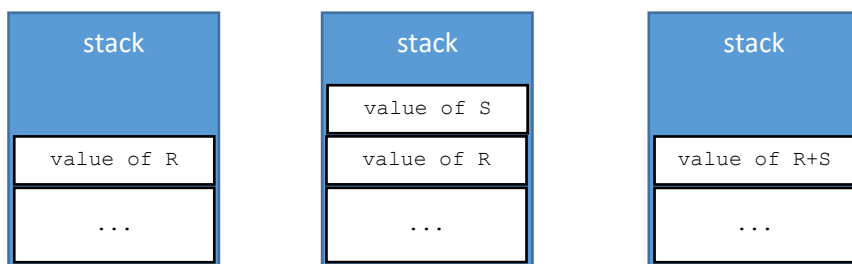 stack
value of R
...
stack
value of S
value of R
...
stack
value of R+S
...